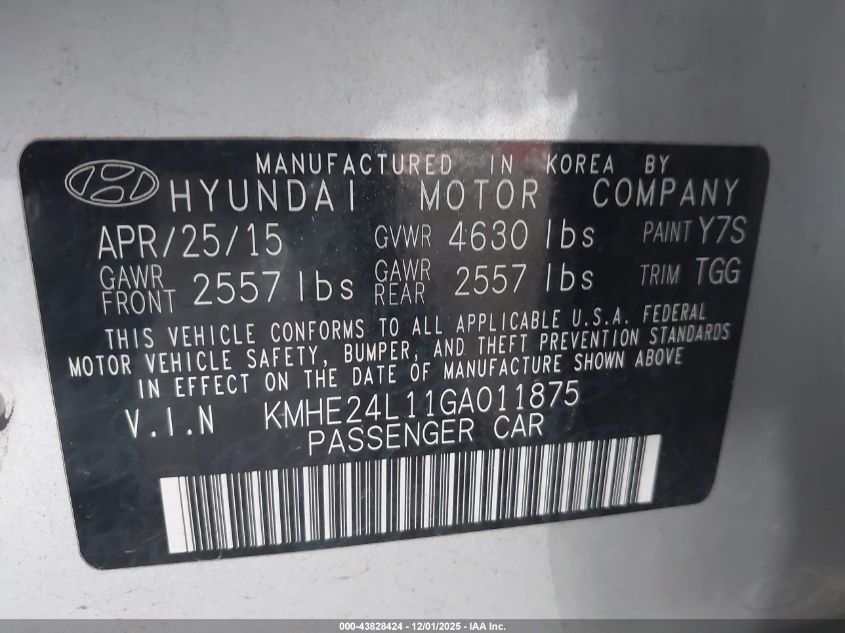 MANUFACTURED IN KOREA BY
HYUNDAI MOTOR COMPANY
APR/25/15 GVWR 4630 lbs PAINT Y7S
GAWR FRONT 2557 lbs GAWR REAR 2557 lbs TRIM TGG
THIS VEHICLE CONFORMS TO ALL APPLICABLE U.S.A. FEDERAL
MOTOR VEHICLE SAFETY, BUMPER, AND THEFT PREVENTION STANDARDS
IN EFFECT ON THE DATE OF MANUFACTURE SHOWN ABOVE
V.I.N KMHE24L11GA011875
PASSENGER CAR
000-43828424 - 12/01/2025 - IAA Inc.